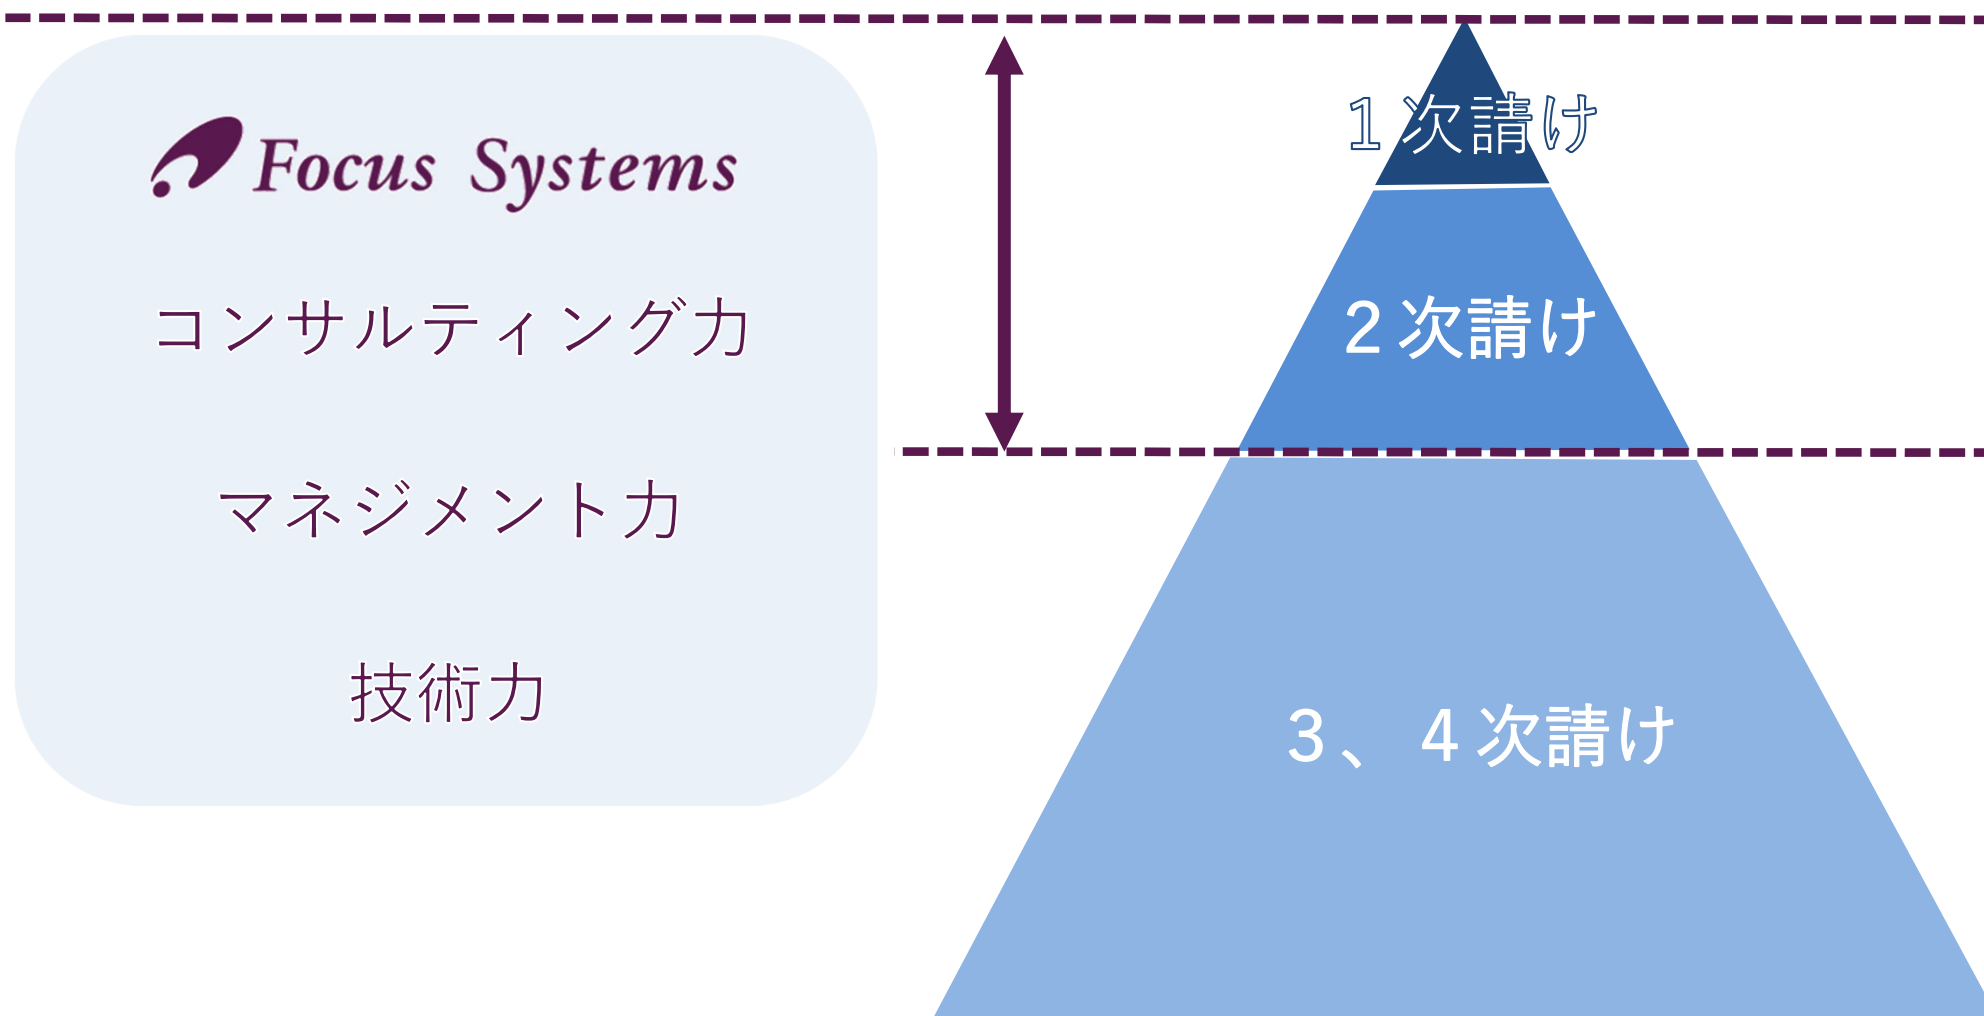 Focus Systems
コンサルティング力
マネジメント力
技術力
１次請け
２次請け
３、４次請け